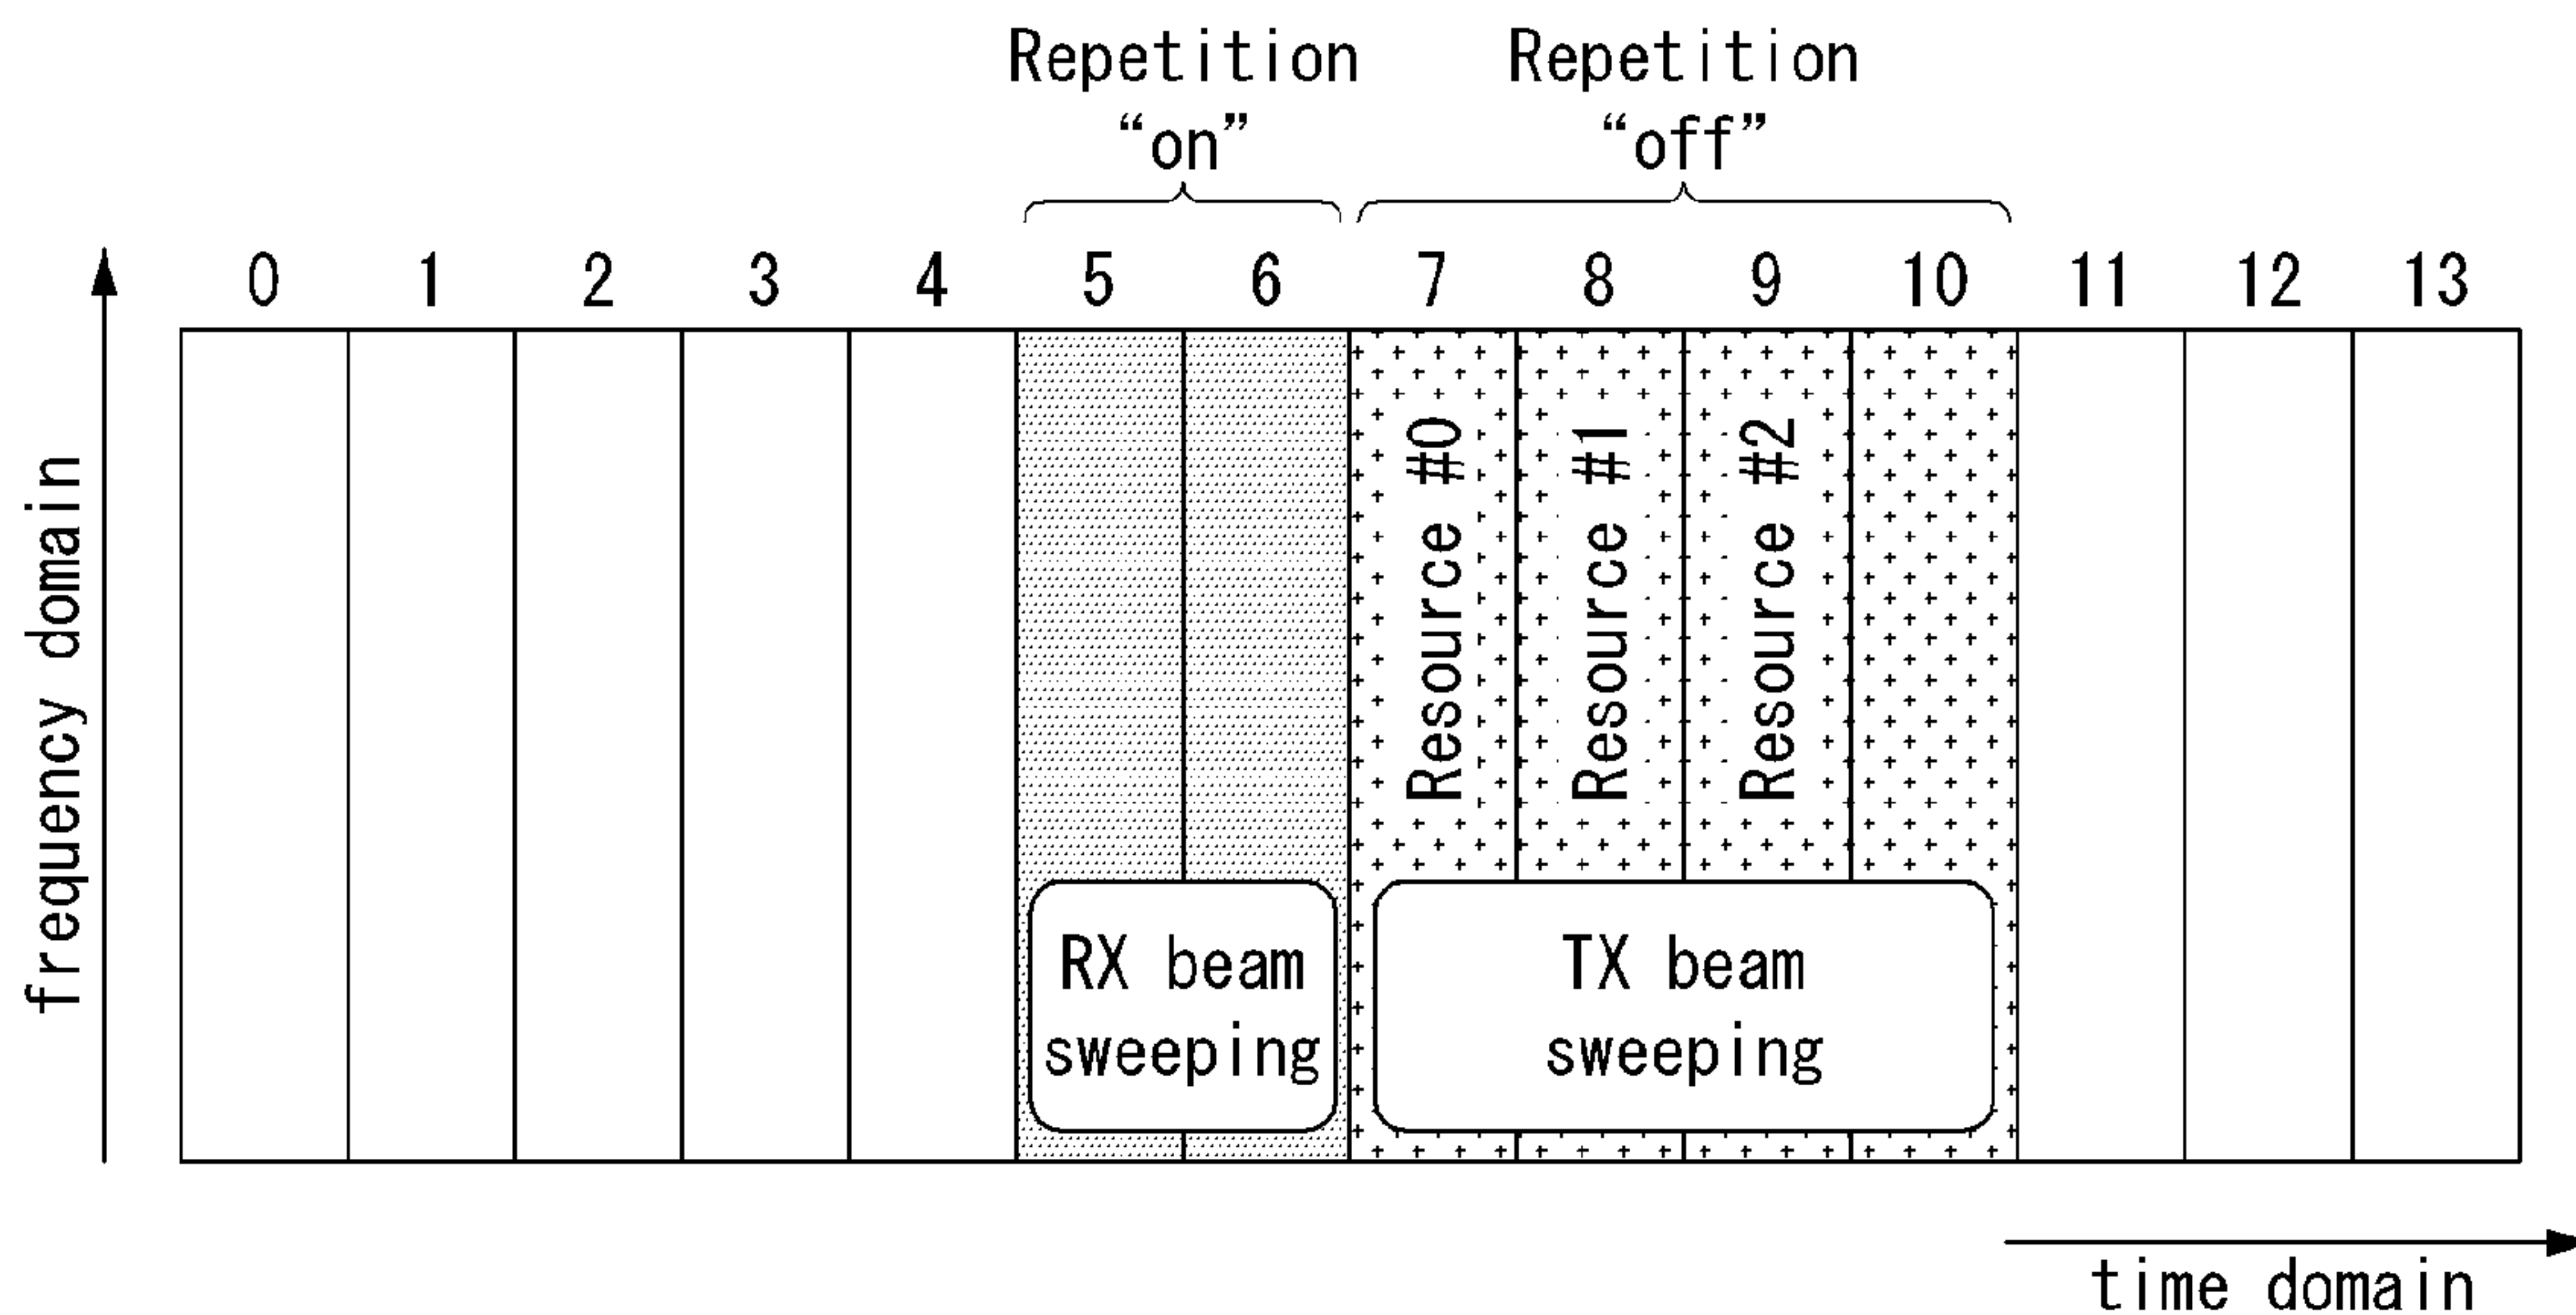 Repetition
“on”
Repetition
“off”
0 1 2 3 4 5 6 7 8 9 10 11 12 13
frequency domain
Resource #0
Resource #1
Resource #2
RX beam
sweeping
TX beam
sweeping
time domain